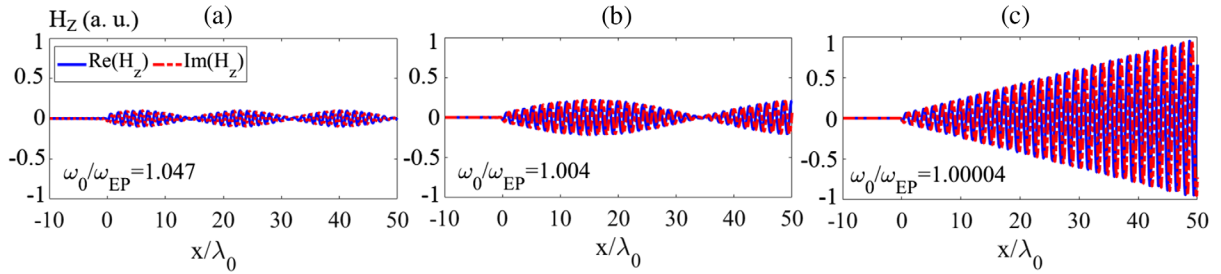 H_Z (a. u.) (a) (b) (c)
1 1 1
Re(H_z) Im(H_z)
0.5 0.5 0.5
0 0 0
-0.5 -0.5 -0.5
ω_0/ω_EP=1.047 ω_0/ω_EP=1.004 ω_0/ω_EP=1.00004
-1 -1 -1
-10 0 10 20 30 40 50 -10 0 10 20 30 40 50 -10 0 10 20 30 40 50
x/λ_0 x/λ_0 x/λ_0